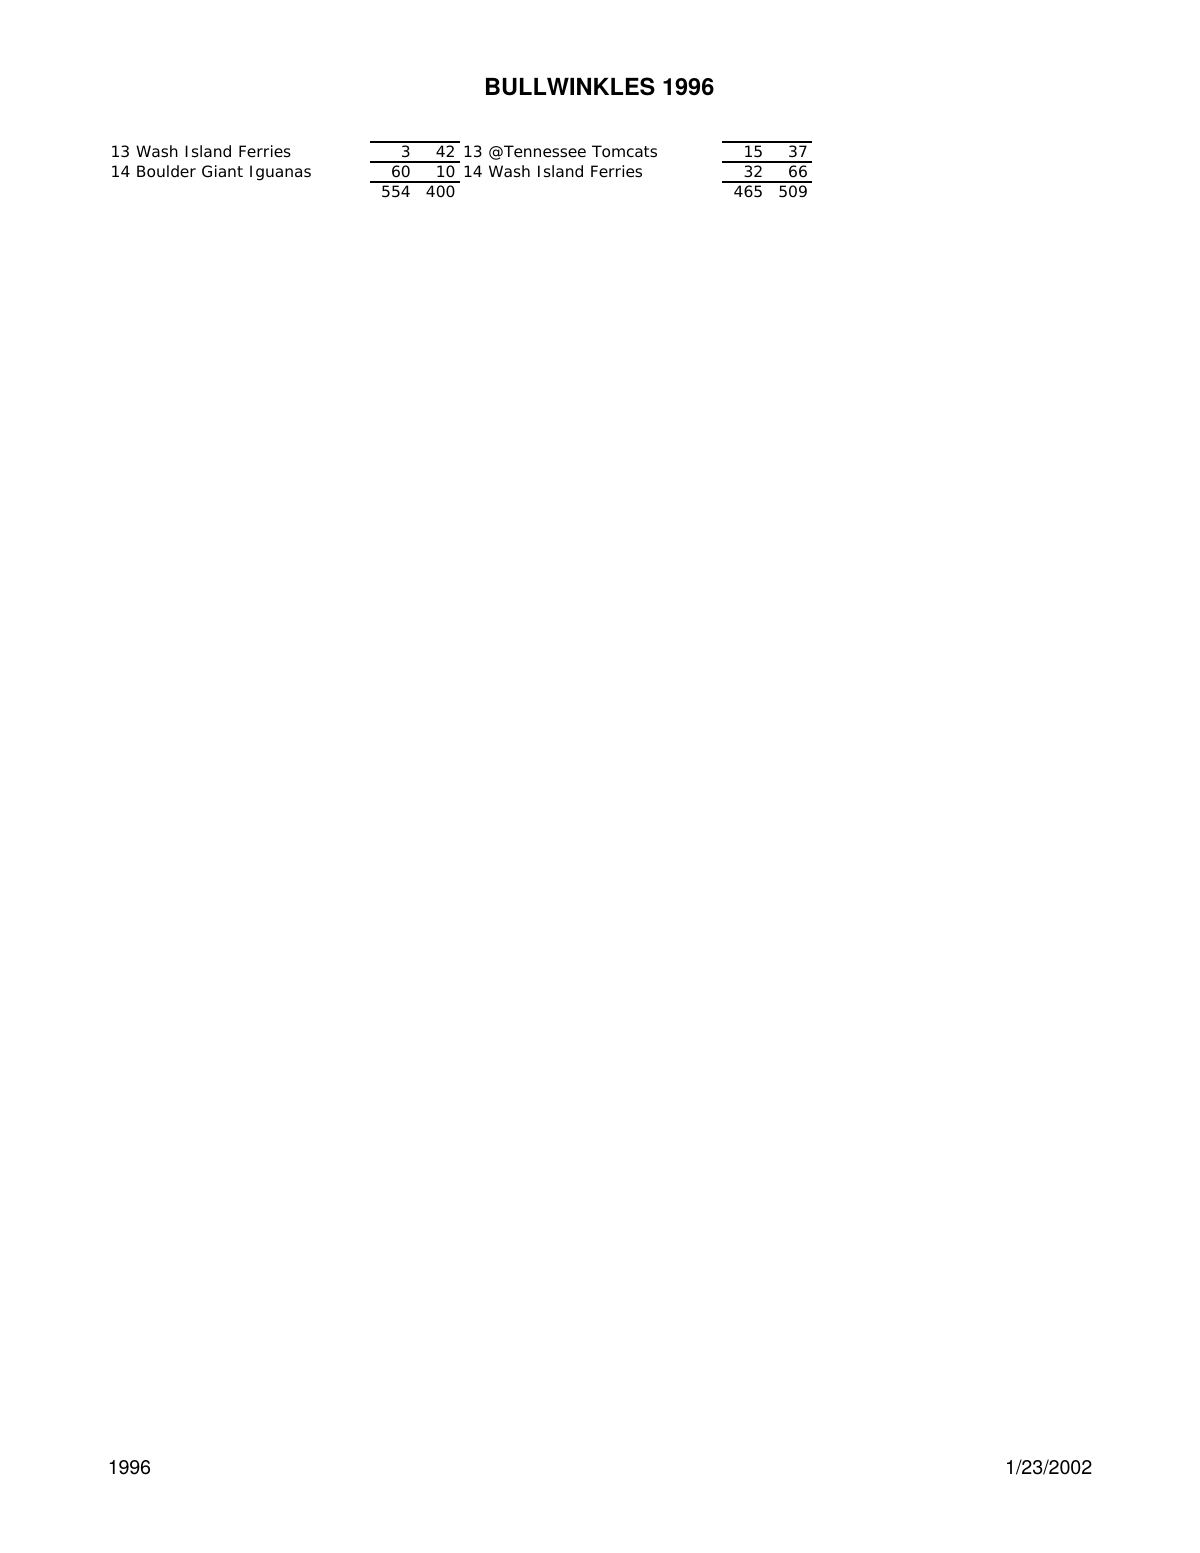 BULLWINKLES 1996
13 Wash Island Ferries 3 42 13 @Tennessee Tomcats 15 37
14 Boulder Giant Iguanas 60 10 14 Wash Island Ferries 32 66
554 400 465 509
1996 1/23/2002